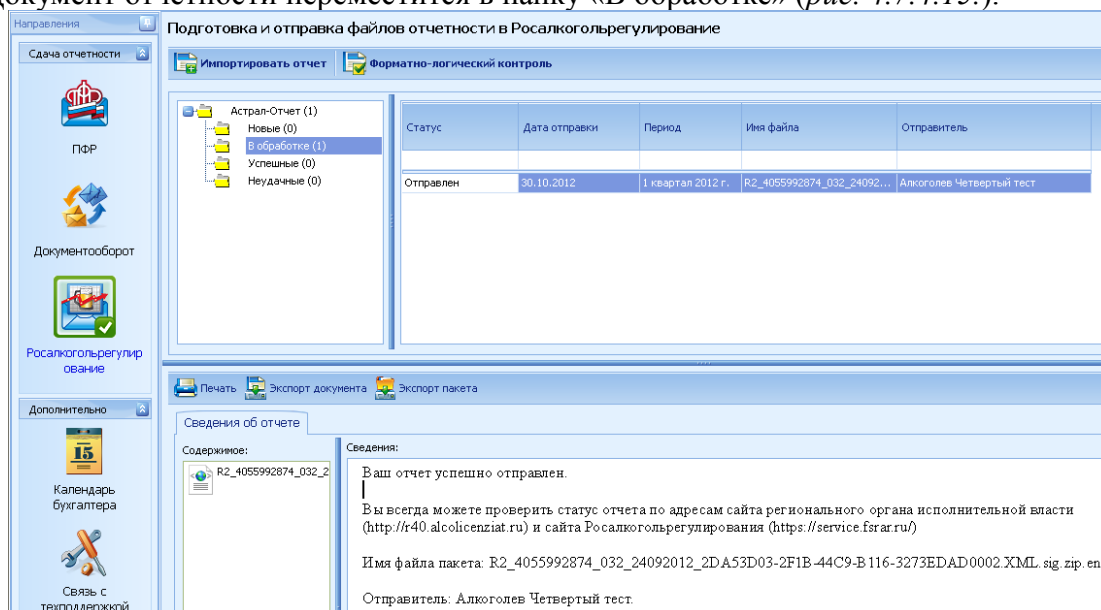 документ отчетности переместится в папку «В обработке» (рис. 4.7.4.15.).
Направления
Сдача отчетности
ПФР
Документооборот
Росалкогольрегулир
ование
Дополнительно
15
Календарь
бухгалтера
Связь с
техподдержкой
Подготовка и отправка файлов отчетности в Росалкогольрегулирование
Импортировать отчет
Форматно-логический контроль
Астрал-Отчет (1)
Новые (0)
В обработке (1)
Успешные (0)
Неудачные (0)
Статус Дата отправки Период Имя файла Отправитель
Отправлен 30.10.2012 1 квартал 2012 г. R2_4055992874_032_24092... Алкоголев Четвертый тест
Печать Экспорт документа Экспорт пакета
Сведения об отчете
Содержимое:
R2_4055992874_032_2
Сведения:
Ваш отчет успешно отправлен.
Вы всегда можете проверить статус отчета по адресам сайта регионального органа исполнительной власти
(http://r40.alcolicenziat.ru) и сайта Росалкогольрегулирования (https://service.fsrar.ru/)
Имя файла пакета: R2_4055992874_032_24092012_2DA53D03-2F1B-44C9-B116-3273EDAD0002.XML.sig.zip.en
Отправитель: Алкоголев Четвертый тест.